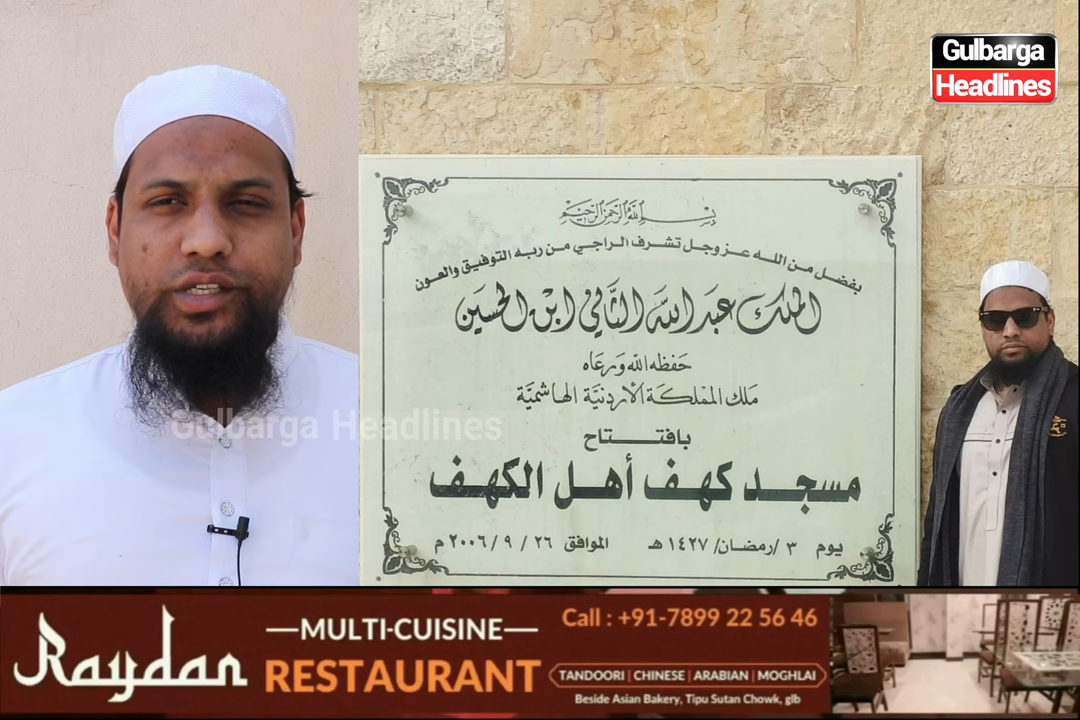 Gulbarga
Headlines
بسم الله الرحمن الرحيم
بفضل من الله عز وجل تشرف الراجي من ربه التوفيق والعون
الملك عبد الله الثاني ابن الحسين
حفظه الله ورعاه
ملك المملكة الأردنية الهاشمية
بافتتاح
مسجد كهف أهل الكهف
يوم ٣ /رمضان/ ١٤٢٧ هـ الموافق ٢٦ / ٩ / ٢٠٠٦ م
Gulbarga Headlines
Raydan
—MULTI-CUISINE—
RESTAURANT
Call : +91-7899 22 56 46
TANDOORI | CHINESE | ARABIAN | MOGHLAI
Beside Asian Bakery, Tipu Sutan Chowk, glb